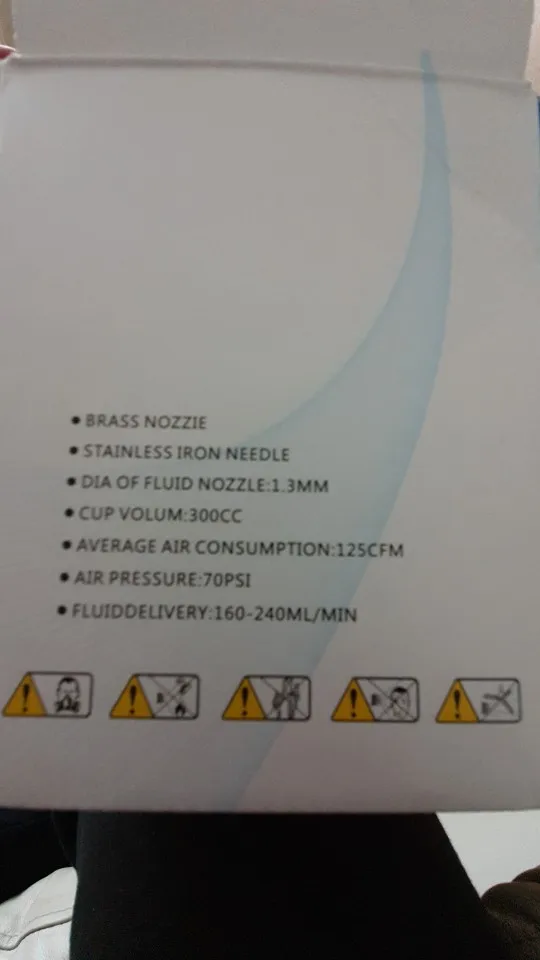 • BRASS NOZZIE
• STAINLESS IRON NEEDLE
• DIA OF FLUID NOZZLE:1.3MM
• CUP VOLUM:300CC
• AVERAGE AIR CONSUMPTION:125CFM
• AIR PRESSURE:70PSI
• FLUIDDELIVERY:160-240ML/MIN